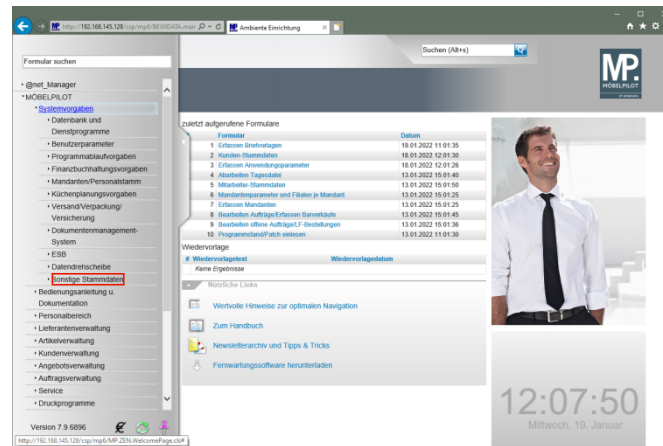 http://192.168.145.128/csp/mp6/BEWIDATA.mair
Ambiente Einrichtung
Suchen (Alt+s)
Formular suchen
MP.
MÖBELPILOT
@net_Manager
MÖBELPILOT
Systemvorgaben
Datenbank und
Dienstprogramme
Benutzerparameter
Programmablaufvorgaben
Finanzbuchhaltungsvorgaben
Mandanten/Personalstamm
Küchenplanungsvorgaben
Versand/Verpackung/
Versicherung
Dokumentenmanagement-
System
ESB
Datendrehscheibe
Sonstige Stammdaten
Bedienungsanleitung u.
Dokumentation
Personalbereich
Lieferantenverwaltung
Artikelverwaltung
Kundenverwaltung
Angebotsverwaltung
Auftragsverwaltung
Service
Druckprogramme
Version 7.9 6896
http://192.168.145.128/csp/mp6/MP.ZEN.WelcomePage.cls#
zuletzt aufgerufene Formulare
Formular Datum
1 Erfassen Briefvorlagen 19.01.2022 11:01:35
2 Kunden-Stammdaten 18.01.2022 12:01:30
3 Erfassen Anwendungsparameter 18.01.2022 12:01:26
4 Abarbeiten Tagesdatei 13.01.2022 15:01:40
5 Mitarbeiter-Stammdaten 13.01.2022 15:01:50
6 Mandantenparameter und Filialen je Mandant 13.01.2022 15:01:25
7 Erfassen Mandanten 13.01.2022 15:01:25
8 Bearbeiten Aufträge/Erfassen Barverkäufe 13.01.2022 15:01:45
9 Bearbeiten offene Aufträge/LF-Bestellungen 13.01.2022 15:01:36
10 Programmstand/Patch einlesen 13.01.2022 11:01:30
Wiedervorlage
# Wiedervorlagetext Wiedervorlagedatum
Keine Ergebnisse
Nützliche Links
Wertvolle Hinweise zur optimalen Navigation
Zum Handbuch
Newsletterarchiv und Tipps & Tricks
Fernwartungssoftware herunterladen
12:07:50
Mittwoch, 19. Januar